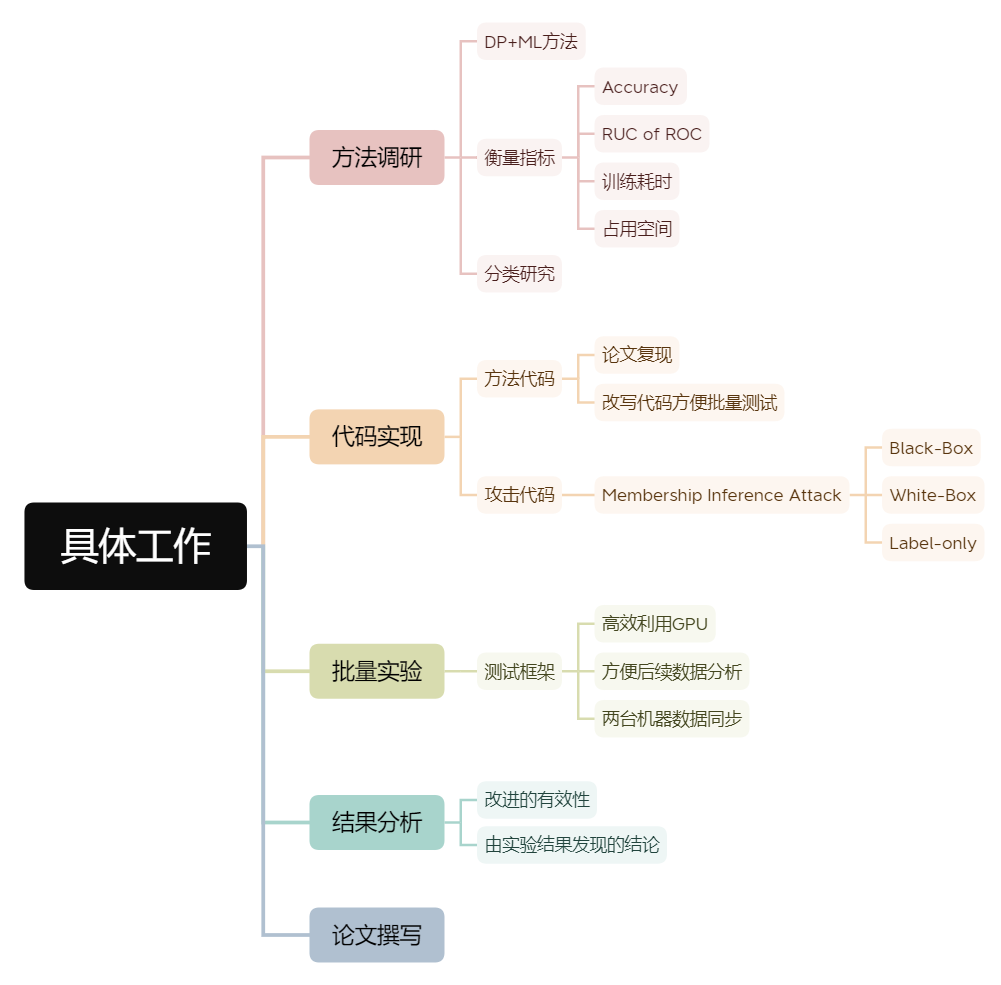 具体工作
方法调研
DP+ML方法
衡量指标
Accuracy
RUC of ROC
训练耗时
占用空间
分类研究
代码实现
方法代码
论文复现
改写代码方便批量测试
攻击代码
Membership Inference Attack
Black-Box
White-Box
Label-only
批量实验
测试框架
高效利用GPU
方便后续数据分析
两台机器数据同步
结果分析
改进的有效性
由实验结果发现的结论
论文撰写